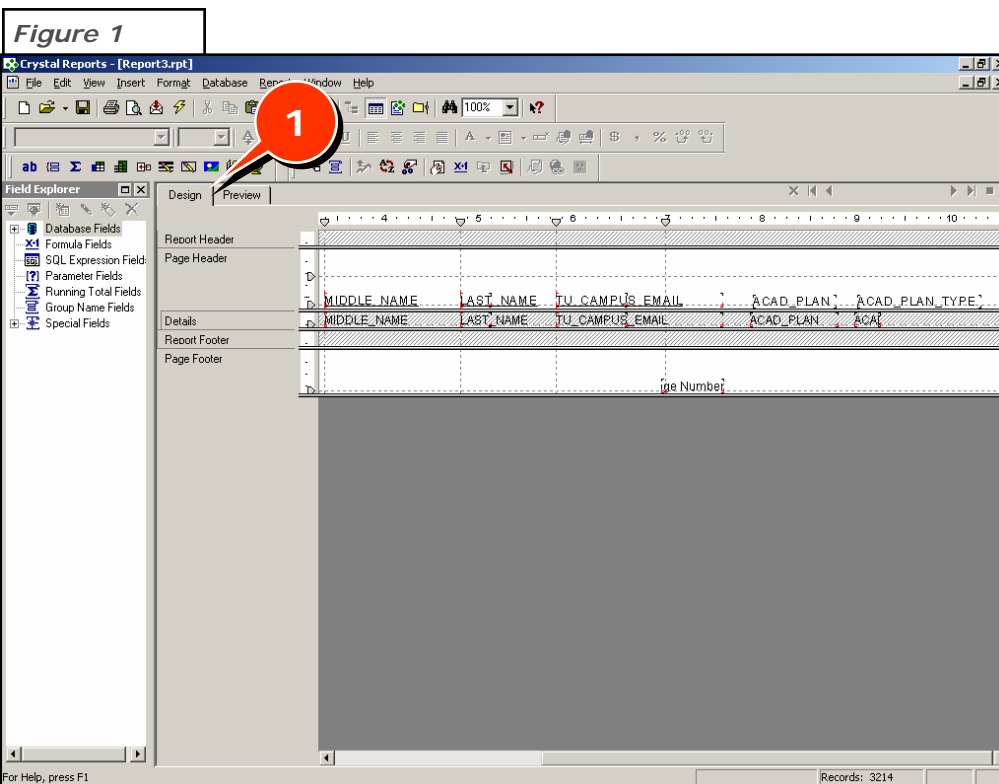 Figure 1
Crystal Reports - [Report3.rpt]
File Edit View Insert Format Database Window Help
1
100%
ab
Field Explorer
Design Preview
4 5 6 7 8 9 10
Database Fields
Formula Fields
SQL Expression Field:
Parameter Fields
Running Total Fields
Group Name Fields
Special Fields
Report Header
Page Header
MIDDLE_NAME LAST_NAME TU_CAMPUS_EMAIL ACAD_PLAN ACAD_PLAN_TYPE
Details
MIDDLE_NAME LAST_NAME TU_CAMPUS_EMAIL ACAD_PLAN ACA
Report Footer
Page Footer
ge Number
For Help, press F1
Records: 3214